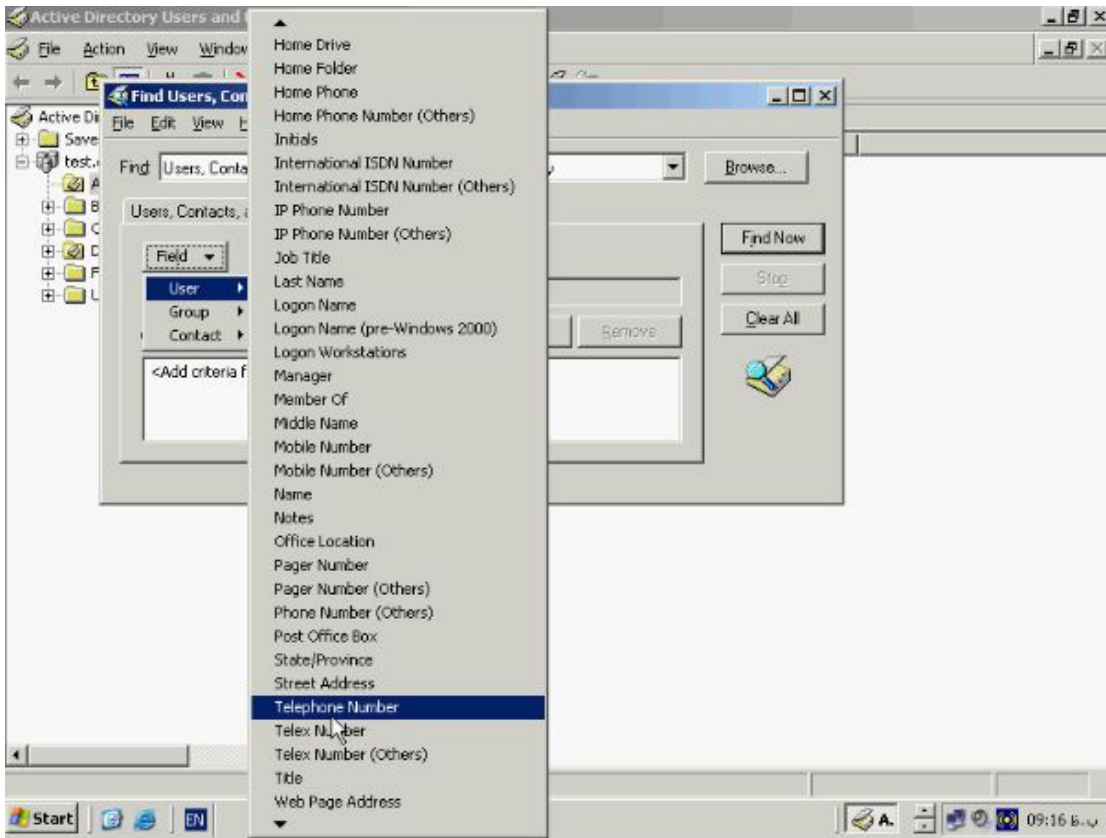 Active Directory Users and
File Action View Window
Find Users, Con
Active Di
File Edit View H
Save
test.
Find: Users, Conta
Browse...
A
B
C
D
F
U
Users, Contacts, a
Field
User
Group
Contact
Find Now
Stop
Clear All
Remove
<Add criteria f
Home Drive
Home Folder
Home Phone
Home Phone Number (Others)
Initials
International ISDN Number
International ISDN Number (Others)
IP Phone Number
IP Phone Number (Others)
Job Title
Last Name
Logon Name
Logon Name (pre-Windows 2000)
Logon Workstations
Manager
Member Of
Middle Name
Mobile Number
Mobile Number (Others)
Name
Notes
Office Location
Pager Number
Pager Number (Others)
Phone Number (Others)
Post Office Box
State/Province
Street Address
Telephone Number
Telex Number
Telex Number (Others)
Title
Web Page Address
Start
EN
A.
09:16 ب.ظ